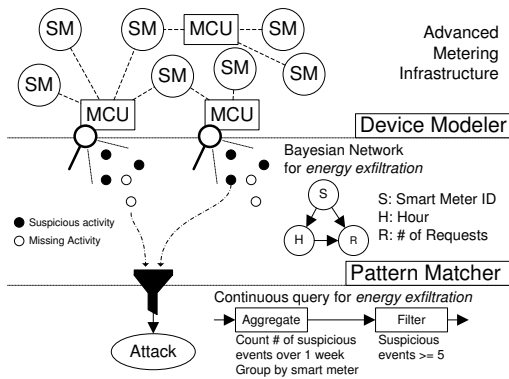 SM
SM
MCU
SM
Advanced
Metering
Infrastructure
SM
SM
SM
SM
MCU
MCU
Device Modeler
Bayesian Network
for energy exfiltration
S
S: Smart Meter ID
H: Hour
R: # of Requests
H
R
Suspicious activity
Missing Activity
Pattern Matcher
Continuous query for energy exfiltration
Aggregate
Filter
Count # of suspicious
events over 1 week
Group by smart meter
Suspicious
events >= 5
Attack